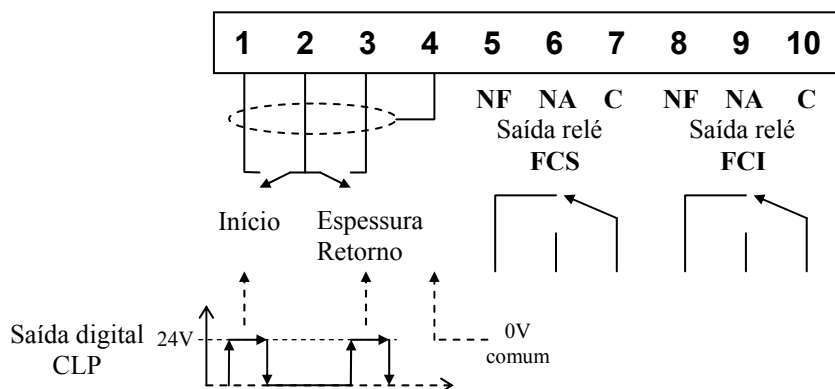 1 2 3 4 5 6 7 8 9 10
NF NA C NF NA C
Saída relé Saída relé
FCS FCI
Início Espessura
Retorno
Saída digital 24V 0V
CLP comum